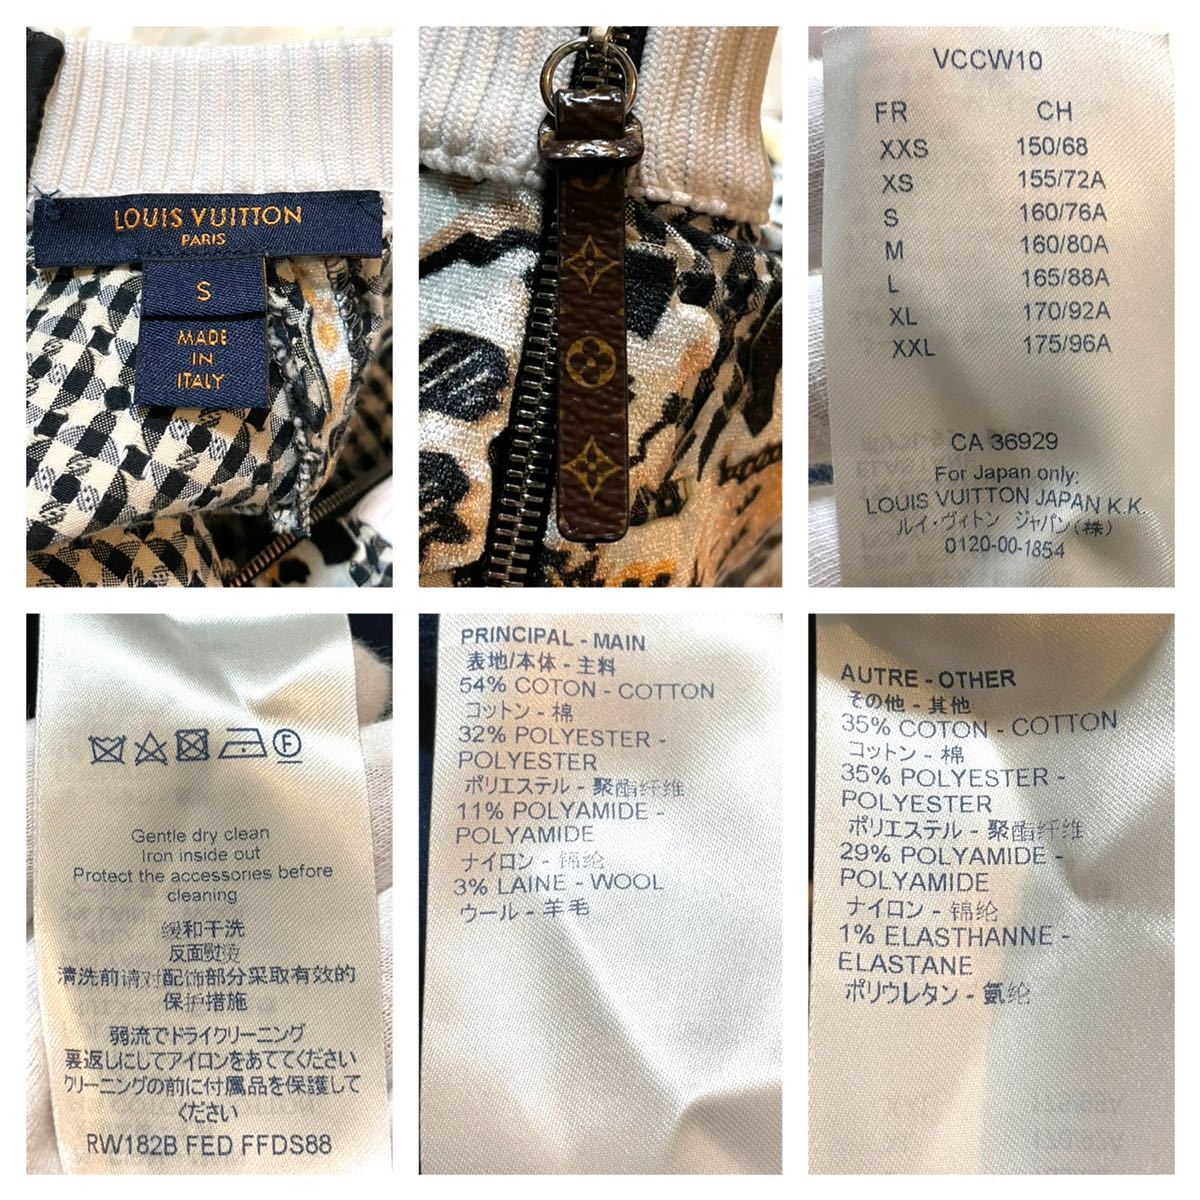 LOUIS VUITTON
PARIS
S
MADE
IN
ITALY
VCCW10
FR CH
XXS 150/68
XS 155/72A
S 160/76A
M 160/80A
L 165/88A
XL 170/92A
XXL 175/96A
CA 36929
For Japan only:
LOUIS VUITTON JAPAN K.K.
ルイ・ヴィトン ジャパン(株)
0120-00-1854
F
Gentle dry clean
Iron inside out
Protect the accessories before
cleaning
缓和干洗
反面熨烫
清洗前请对配饰部分采取有效的
保护措施
弱流でドライクリーニング
裏返しにしてアイロンをあててください
クリーニングの前に付属品を保護して
ください
RW182B FED FFDS88
PRINCIPAL - MAIN
表地/本体 - 主料
54% COTON - COTTON
コットン - 棉
32% POLYESTER -
POLYESTER
ポリエステル - 聚酯纤维
11% POLYAMIDE -
POLYAMIDE
ナイロン - 锦纶
3% LAINE - WOOL
ウール - 羊毛
AUTRE - OTHER
その他 - 其他
35% COTON - COTTON
コットン - 棉
35% POLYESTER -
POLYESTER
ポリエステル - 聚酯纤维
29% POLYAMIDE -
POLYAMIDE
ナイロン - 锦纶
1% ELASTHANNE -
ELASTANE
ポリウレタン - 氨纶